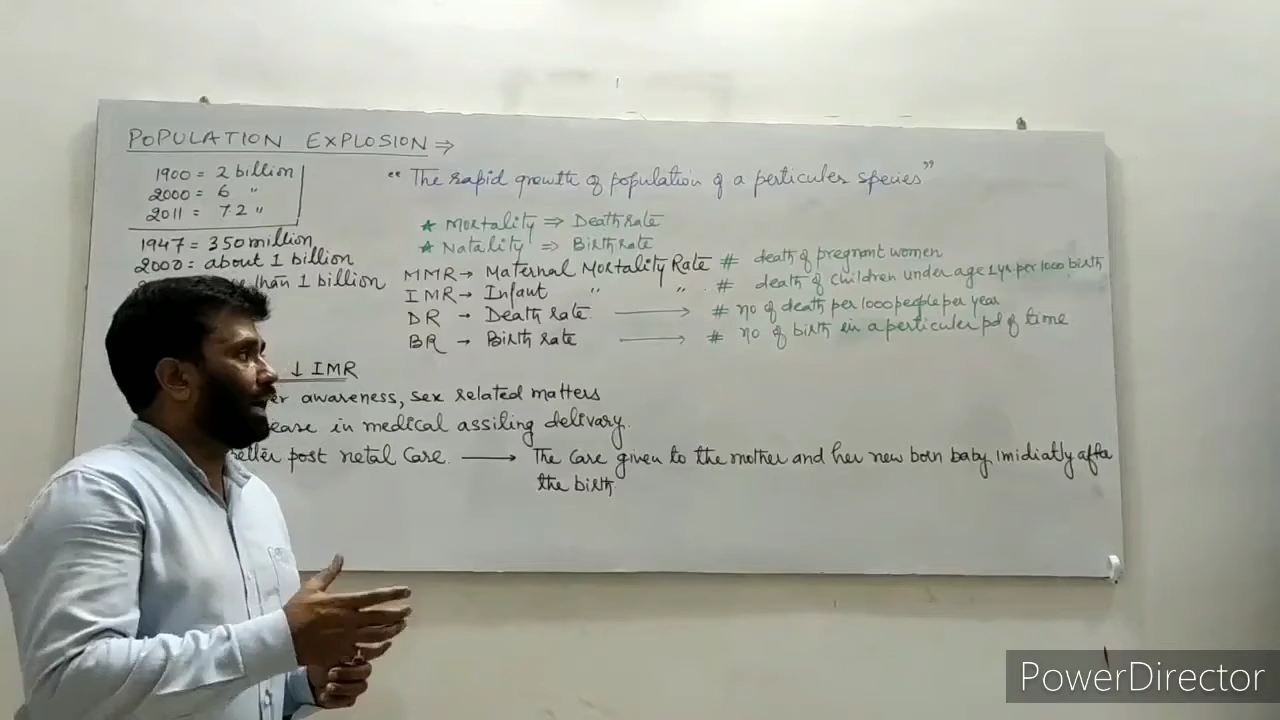 POPULATION EXPLOSION ⇒
1900 = 2 billion
2000 = 6 "
2011 = 7.2 "
"The rapid growth of population of a perticuler species"
1947 = 350 million
2000 = about 1 billion
than 1 billion
★ Mortality ⇒ Death rate
★ Natality ⇒ Birth rate
MMR → Maternal Mortality Rate # death of pregnant women
IMR → Infant " " # death of children under age 1yr per 1000 birth
DR → Death rate → # no of death per 1000 people per year
BR → Birth rate → # no of birth in a perticuler pd of time
↓ IMR
awareness, sex related matters
in medical assiling delivary.
post netal care. → The care given to the mother and her new born baby imidiatly after
the birth.
PowerDirector